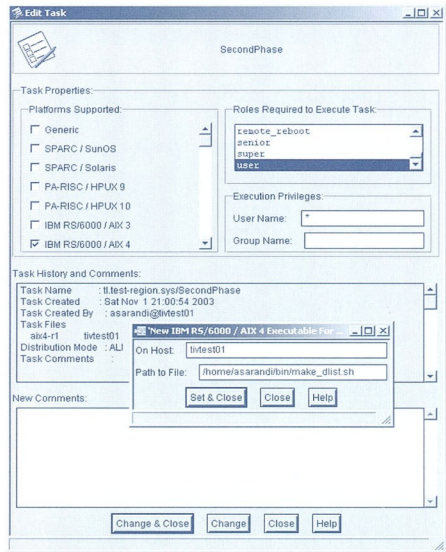 Edit Task
SecondPhase
Task Properties:
Platforms Supported:
Generic
SPARC / SunOS
SPARC / Solaris
PA-RISC / HPUX 9
PA-RISC / HPUX 10
IBM RS/6000 / AIX 3
IBM RS/6000 / AIX 4
Roles Required to Execute Task:
remote_reboot
senior
super
user
Execution Privileges:
User Name: *
Group Name:
Task History and Comments:
Task Name : tl.test-region.sys/SecondPhase
Task Created : Sat Nov 1 21:00:54 2003
Task Created By : asarandi@tivtest01
Task Files
aix4-r1 tivtest01
Distribution Mode : ALI
Task Comments :
'New IBM RS/6000 / AIX 4 Executable For ...
On Host: tivtest01
Path to File: /home/asarandi/bin/make_dlist.sh
Set & Close Close Help
New Comments:
Change & Close Change Close Help